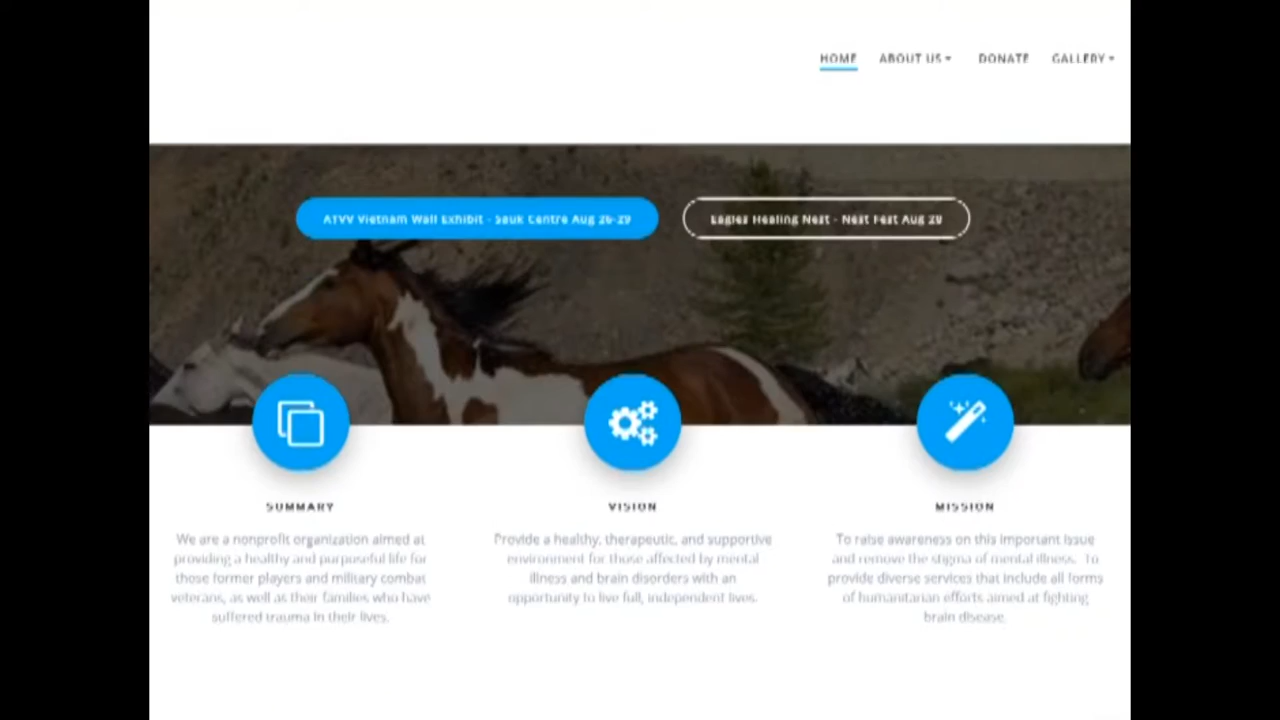 HOME ABOUT US DONATE GALLERY
ATVV Vietnam Wall Exhibit - Sauk Centre Aug 26-29
Eagles Healing Nest - Nest Fest Aug 28
SUMMARY
VISION
MISSION
We are a nonprofit organization aimed at
providing a healthy and purposeful life for
those former players and military combat
veterans, as well as their families who have
suffered trauma in their lives.
Provide a healthy, therapeutic, and supportive
environment for those affected by mental
illness and brain disorders with an
opportunity to live full, independent lives.
To raise awareness on this important issue
and remove the stigma of mental illness. To
provide diverse services that include all forms
of humanitarian efforts aimed at fighting
brain disease.